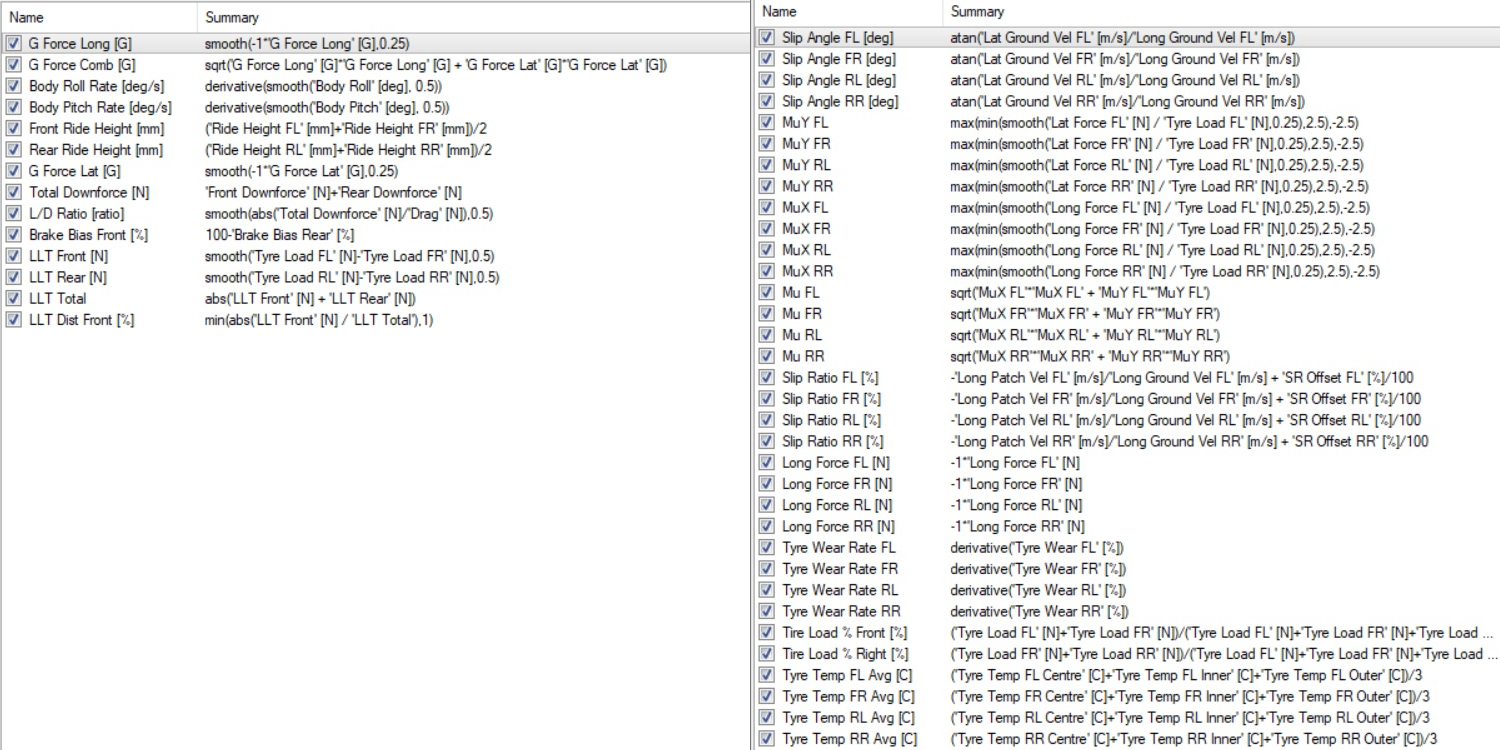 Name Summary
G Force Long [G] smooth(-1*'G Force Long' [G],0.25)
G Force Comb [G] sqrt('G Force Long' [G]*'G Force Long' [G] + 'G Force Lat' [G]*'G Force Lat' [G])
Body Roll Rate [deg/s] derivative(smooth('Body Roll' [deg], 0.5))
Body Pitch Rate [deg/s] derivative(smooth('Body Pitch' [deg], 0.5))
Front Ride Height [mm] ('Ride Height FL' [mm]+'Ride Height FR' [mm])/2
Rear Ride Height [mm] ('Ride Height RL' [mm]+'Ride Height RR' [mm])/2
G Force Lat [G] smooth(-1*'G Force Lat' [G],0.25)
Total Downforce [N] 'Front Downforce' [N]+'Rear Downforce' [N]
L/D Ratio [ratio] smooth(abs('Total Downforce' [N]/'Drag' [N]),0.5)
Brake Bias Front [%] 100-'Brake Bias Rear' [%]
LLT Front [N] smooth('Tyre Load FL' [N]-'Tyre Load FR' [N],0.5)
LLT Rear [N] smooth('Tyre Load RL' [N]-'Tyre Load RR' [N],0.5)
LLT Total abs('LLT Front' [N] + 'LLT Rear' [N])
LLT Dist Front [%] min(abs('LLT Front' [N] / 'LLT Total'),1)
Name Summary
Slip Angle FL [deg] atan('Lat Ground Vel FL' [m/s]/'Long Ground Vel FL' [m/s])
Slip Angle FR [deg] atan('Lat Ground Vel FR' [m/s]/'Long Ground Vel FR' [m/s])
Slip Angle RL [deg] atan('Lat Ground Vel RL' [m/s]/'Long Ground Vel RL' [m/s])
Slip Angle RR [deg] atan('Lat Ground Vel RR' [m/s]/'Long Ground Vel RR' [m/s])
MuY FL max(min(smooth('Lat Force FL' [N] / 'Tyre Load FL' [N],0.25),2.5),-2.5)
MuY FR max(min(smooth('Lat Force FR' [N] / 'Tyre Load FR' [N],0.25),2.5),-2.5)
MuY RL max(min(smooth('Lat Force RL' [N] / 'Tyre Load RL' [N],0.25),2.5),-2.5)
MuY RR max(min(smooth('Lat Force RR' [N] / 'Tyre Load RR' [N],0.25),2.5),-2.5)
MuX FL max(min(smooth('Long Force FL' [N] / 'Tyre Load FL' [N],0.25),2.5),-2.5)
MuX FR max(min(smooth('Long Force FR' [N] / 'Tyre Load FR' [N],0.25),2.5),-2.5)
MuX RL max(min(smooth('Long Force RL' [N] / 'Tyre Load RL' [N],0.25),2.5),-2.5)
MuX RR max(min(smooth('Long Force RR' [N] / 'Tyre Load RR' [N],0.25),2.5),-2.5)
Mu FL sqrt('MuX FL'*'MuX FL' + 'MuY FL'*'MuY FL')
Mu FR sqrt('MuX FR'*'MuX FR' + 'MuY FR'*'MuY FR')
Mu RL sqrt('MuX RL'*'MuX RL' + 'MuY RL'*'MuY RL')
Mu RR sqrt('MuX RR'*'MuX RR' + 'MuY RR'*'MuY RR')
Slip Ratio FL [%] -'Long Patch Vel FL' [m/s]/'Long Ground Vel FL' [m/s] + 'SR Offset FL' [%]/100
Slip Ratio FR [%] -'Long Patch Vel FR' [m/s]/'Long Ground Vel FR' [m/s] + 'SR Offset FR' [%]/100
Slip Ratio RL [%] -'Long Patch Vel RL' [m/s]/'Long Ground Vel RL' [m/s] + 'SR Offset RL' [%]/100
Slip Ratio RR [%] -'Long Patch Vel RR' [m/s]/'Long Ground Vel RR' [m/s] + 'SR Offset RR' [%]/100
Long Force FL [N] -1*'Long Force FL' [N]
Long Force FR [N] -1*'Long Force FR' [N]
Long Force RL [N] -1*'Long Force RL' [N]
Long Force RR [N] -1*'Long Force RR' [N]
Tyre Wear Rate FL derivative('Tyre Wear FL' [%])
Tyre Wear Rate FR derivative('Tyre Wear FR' [%])
Tyre Wear Rate RL derivative('Tyre Wear RL' [%])
Tyre Wear Rate RR derivative('Tyre Wear RR' [%])
Tire Load % Front [%] ('Tyre Load FL' [N]+'Tyre Load FR' [N])/('Tyre Load FL' [N]+'Tyre Load FR' [N]+'Tyre Load ...
Tire Load % Right [%] ('Tyre Load FR' [N]+'Tyre Load RR' [N])/('Tyre Load FL' [N]+'Tyre Load FR' [N]+'Tyre Load ...
Tyre Temp FL Avg [C] ('Tyre Temp FL Centre' [C]+'Tyre Temp FL Inner' [C]+'Tyre Temp FL Outer' [C])/3
Tyre Temp FR Avg [C] ('Tyre Temp FR Centre' [C]+'Tyre Temp FR Inner' [C]+'Tyre Temp FR Outer' [C])/3
Tyre Temp RL Avg [C] ('Tyre Temp RL Centre' [C]+'Tyre Temp RL Inner' [C]+'Tyre Temp RL Outer' [C])/3
Tyre Temp RR Avg [C] ('Tyre Temp RR Centre' [C]+'Tyre Temp RR Inner' [C]+'Tyre Temp RR Outer' [C])/3